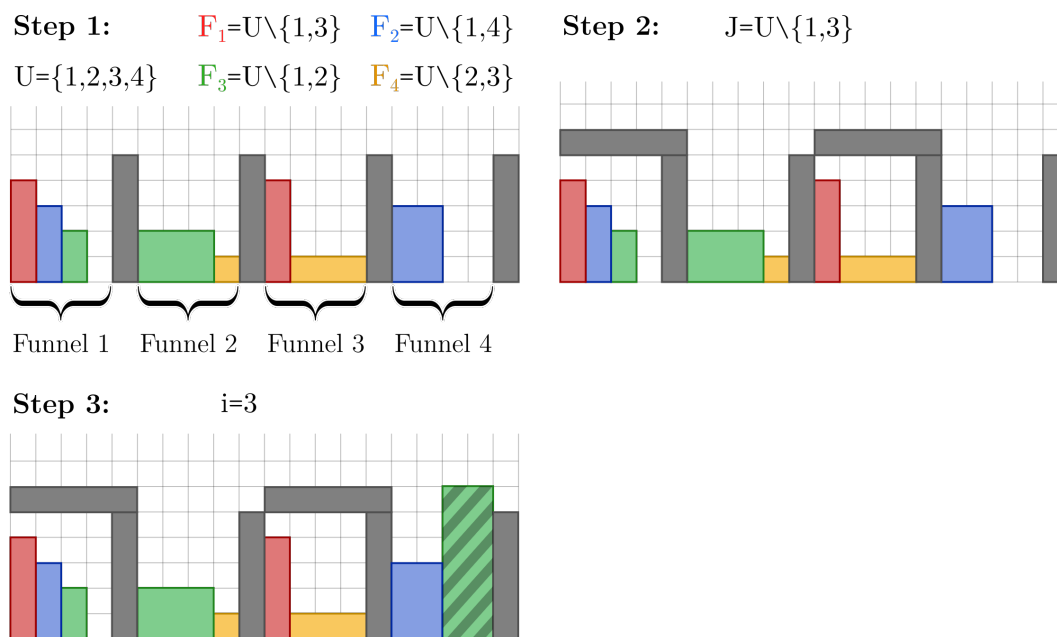 Step 1: F₁=U\{1,3} F₂=U\{1,4}
U={1,2,3,4} F₃=U\{1,2} F₄=U\{2,3}
Funnel 1 Funnel 2 Funnel 3 Funnel 4
Step 2: J=U\{1,3}
Step 3: i=3